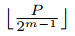 ⌊ P / 2^{m−1} ⌋